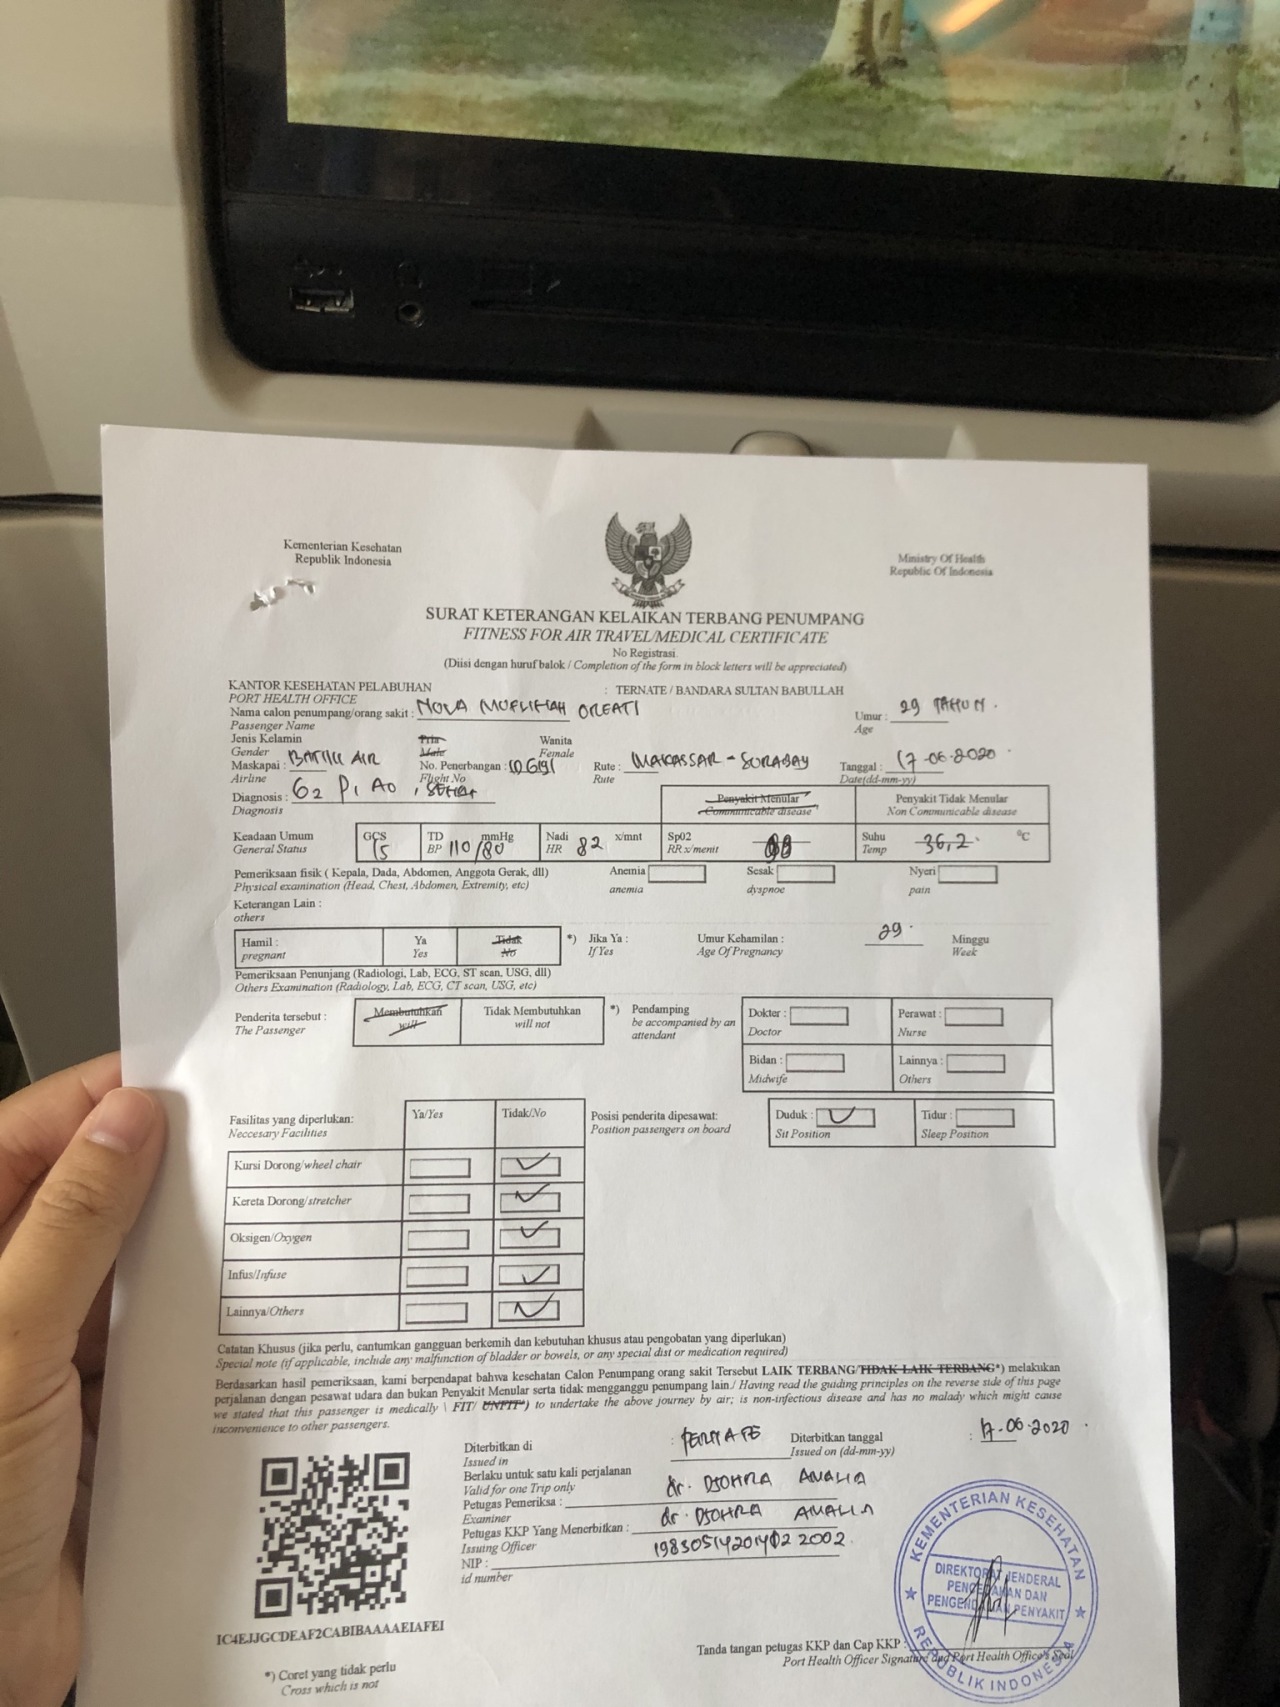 Kementerian Kesehatan
Republik Indonesia
Ministry Of Health
Republic Of Indonesia
SURAT KETERANGAN KELAIKAN TERBANG PENUMPANG
FITNESS FOR AIR TRAVEL/MEDICAL CERTIFICATE
No Registrasi.
(Diisi dengan huruf balok / Completion of the form in block letters will be appreciated)
KANTOR KESEHATAN PELABUHAN : TERNATE / BANDARA SULTAN BABULLAH
PORT HEALTH OFFICE
Nama calon penumpang/orang sakit : NOVA MUFLIHAH OREATI Umur : 29 TAHUN
Passenger Name Age
Jenis Kelamin Pria Wanita
Gender Male Female
Maskapai : BATIK AIR No. Penerbangan : ID 6191 Rute : MAKASSAR - SURABAY Tanggal : 17-06-2020
Airline Flight No Rute Date(dd-mm-yy)
Diagnosis : G2 P1 A0, SEHAT Penyakit Menular Penyakit Tidak Menular
Diagnosis Communicable disease Non Communicable disease
Keadaan Umum GCS TD mmHg Nadi x/mnt Sp02 Suhu °C
General Status 15 BP 110/80 HR 82 RR x/menit 98 Temp 36,2
Pemeriksaan fisik ( Kepala, Dada, Abdomen, Anggota Gerak, dll) Anemia Sesak Nyeri
Physical examination (Head, Chest, Abdomen, Extremity, etc) anemia dyspnoe pain
Keterangan Lain :
others
Hamil : Ya Tidak *) Jika Ya : Umur Kehamilan : 29 Minggu
pregnant Yes No If Yes Age Of Pregnancy Week
Pemeriksaan Penunjang (Radiologi, Lab, ECG, ST scan, USG, dll)
Others Examination (Radiology, Lab, ECG, CT scan, USG, etc)
Penderita tersebut : Membutuhkan Tidak Membutuhkan *) Pendamping Dokter : Perawat :
The Passenger will will not be accompanied by an Doctor Nurse
attendant
Bidan : Lainnya :
Midwife Others
Fasilitas yang diperlukan: Ya/Yes Tidak/No Posisi penderita dipesawat: Duduk : Tidur :
Neccesary Facilities Position passengers on board Sit Position Sleep Position
Kursi Dorong/wheel chair
Kereta Dorong/stretcher
Oksigen/Oxygen
Infus/Infuse
Lainnya/Others
Catatan Khusus (jika perlu, cantumkan gangguan berkemih dan kebutuhan khusus atau pengobatan yang diperlukan)
Special note (if applicable, include any malfunction of bladder or bowels, or any special dist or medication required)
Berdasarkan hasil pemeriksaan, kami berpendapat bahwa kesehatan Calon Penumpang orang sakit Tersebut LAIK TERBANG/TIDAK LAIK TERBANG*) melakukan
perjalanan dengan pesawat udara dan bukan Penyakit Menular serta tidak mengganggu penumpang lain./ Having read the guiding principles on the reverse side of this page
we stated that this passenger is medically \ FIT/ UNFIT*) to undertake the above journey by air; is non-infectious disease and has no malady which might cause
inconvenience to other passengers.
Diterbitkan di : TERNATE Diterbitkan tanggal : 17-06-2020
Issued in Issued on (dd-mm-yy)
Berlaku untuk satu kali perjalanan
Valid for one Trip only
Petugas Pemeriksa : dr. DJOHRA AMALIA
Examiner
Petugas KKP Yang Menerbitkan : dr. DJOHRA AMALIA
Issuing Officer
NIP : 198305142014122002
id number
KEMENTERIAN KESEHATAN
DIREKTORAT JENDERAL
PENCEGAHAN DAN
PENGENDALIAN PENYAKIT
REPUBLIK INDONESIA
IC4EJJGCDEAF2CABIBAAAAEIAFEI
Tanda tangan petugas KKP dan Cap KKP :
Port Health Officer Signature and Port Health Office's Seal
*) Coret yang tidak perlu
Cross which is not